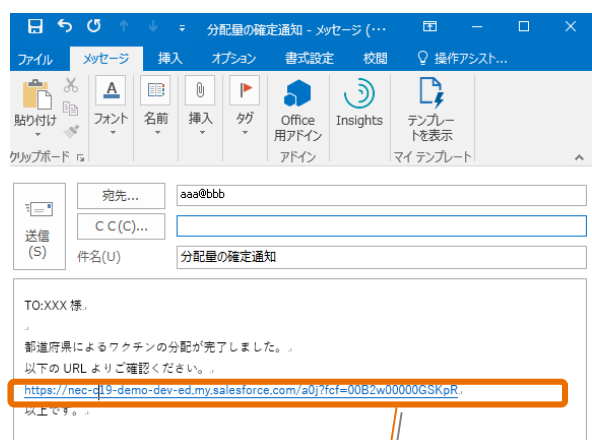 分配量の確定通知 - メッセージ (…
ファイル メッセージ 挿入 オプション 書式設定 校閲 操作アシスト...
貼り付け フォント 名前 挿入 タグ Office 用アドイン Insights テンプレートを表示
クリップボード アドイン マイ テンプレート
宛先... aaa@bbb
C C (C)...
送信
(S)
件名(U) 分配量の確定通知
TO:XXX 様
都道府県によるワクチンの分配が完了しました。
以下の URL よりご確認ください。
https://nec-d19-demo-dev-ed.my.salesforce.com/a0j?fcf=00B2w00000GSKpR
以上です。